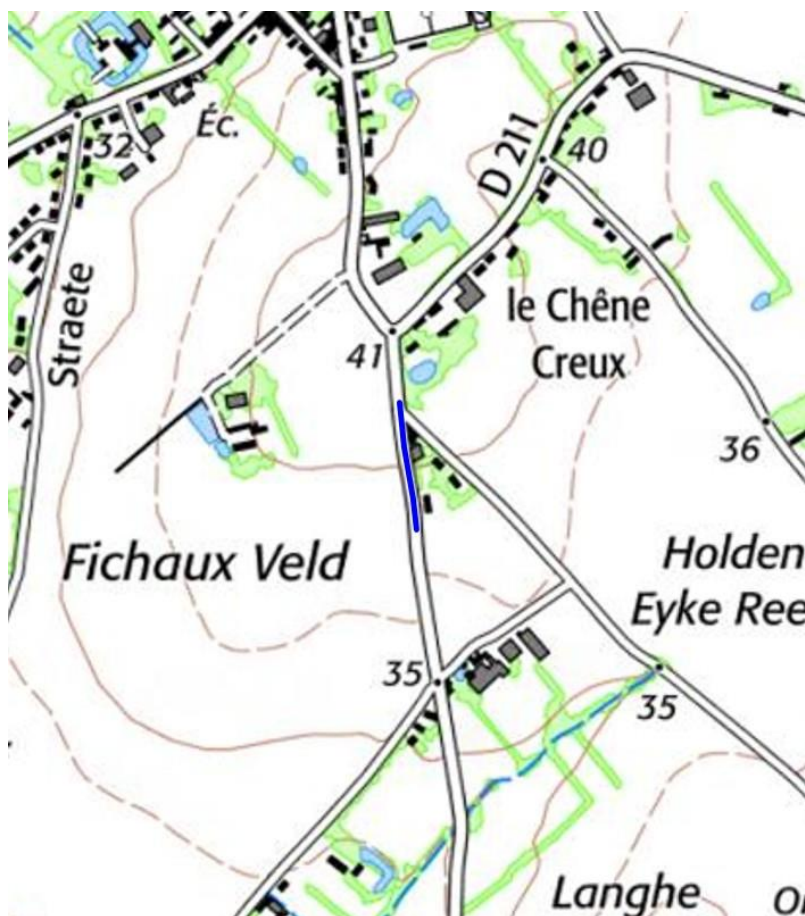 32
Éc.
D 211
40
Straete
le Chêne
Creux
41
36
Fichaux Veld
Holden
Eyke Ree
35
35
Langhe